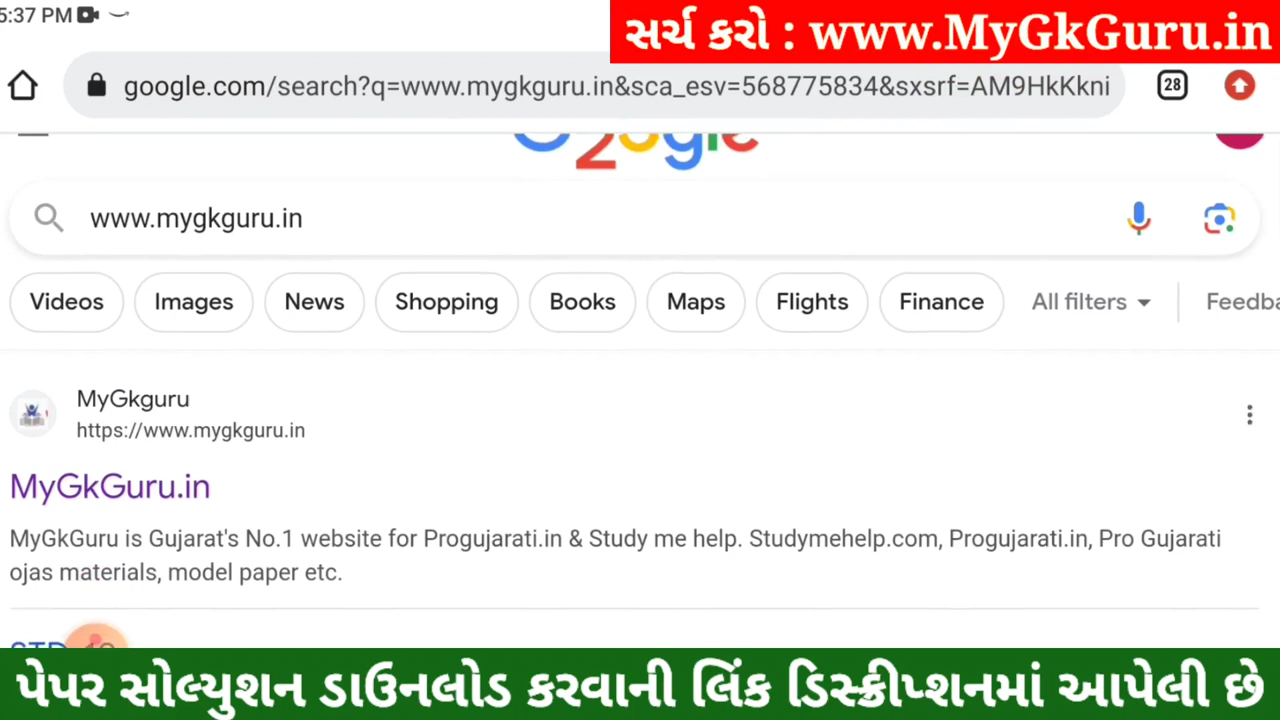 5:37 PM
સર્ચ કરો : www.MyGkGuru.in
google.com/search?q=www.mygkguru.in&sca_esv=568775834&sxsrf=AM9HkKkni
28
Google
www.mygkguru.in
Videos Images News Shopping Books Maps Flights Finance All filters Feedba
MyGkguru
https://www.mygkguru.in
MyGkGuru.in
MyGkGuru is Gujarat's No.1 website for Progujarati.in & Study me help. Studymehelp.com, Progujarati.in, Pro Gujarati
ojas materials, model paper etc.
STD
પેપર સોલ્યુશન ડાઉનલોડ કરવાની લિંક ડિસ્ક્રીપ્શનમાં આપેલી છે